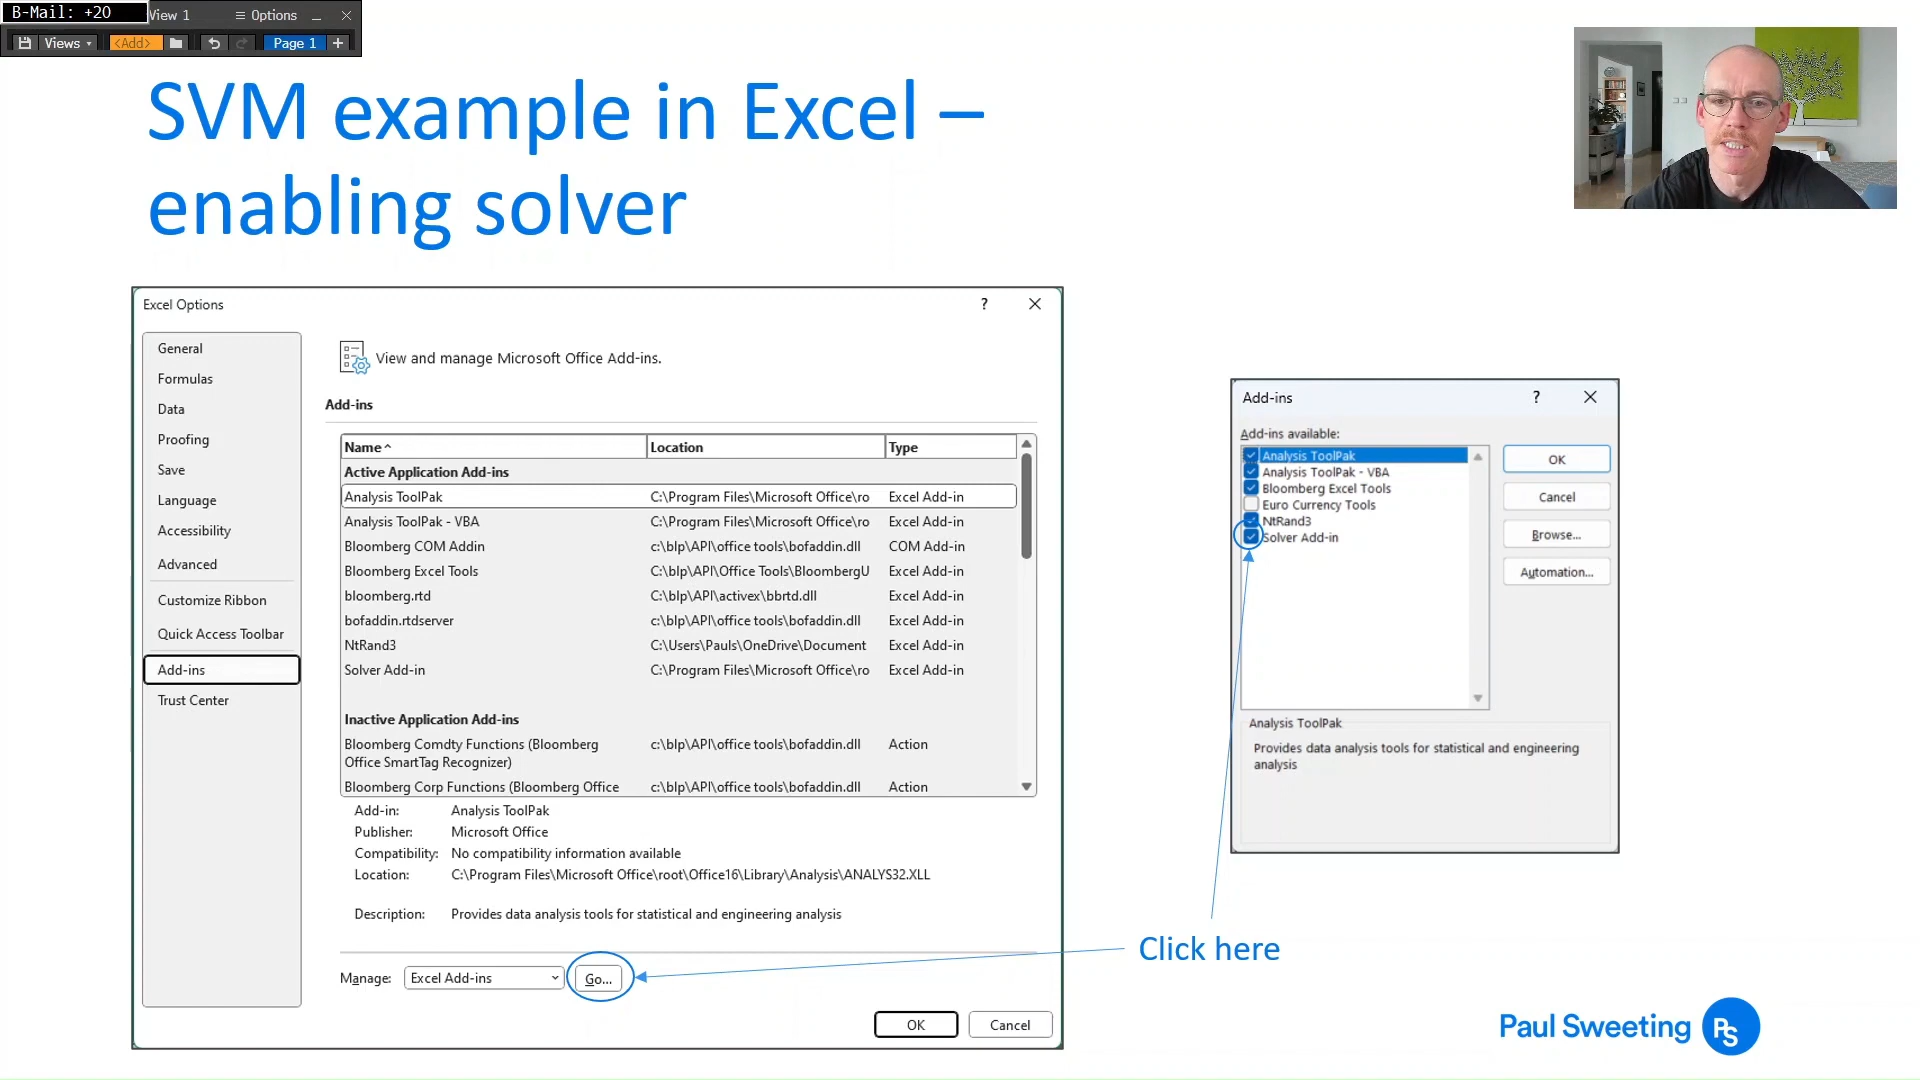 B-Mail: +20
View 1
Options
Views
<Add>
Page 1
SVM example in Excel –
enabling solver
Excel Options
?
General
Formulas
Data
Proofing
Save
Language
Accessibility
Advanced
Customize Ribbon
Quick Access Toolbar
Add-ins
Trust Center
View and manage Microsoft Office Add-ins.
Add-ins
Name Location Type
Active Application Add-ins
Analysis ToolPak C:\Program Files\Microsoft Office\ro Excel Add-in
Analysis ToolPak - VBA C:\Program Files\Microsoft Office\ro Excel Add-in
Bloomberg COM Addin c:\blp\API\office tools\bofaddin.dll COM Add-in
Bloomberg Excel Tools C:\blp\API\Office Tools\BloombergU Excel Add-in
bloomberg.rtd C:\blp\API\activex\bbrtd.dll Excel Add-in
bofaddin.rtdserver c:\blp\API\office tools\bofaddin.dll Excel Add-in
NtRand3 C:\Users\Pauls\OneDrive\Document Excel Add-in
Solver Add-in C:\Program Files\Microsoft Office\ro Excel Add-in
Inactive Application Add-ins
Bloomberg Comdty Functions (Bloomberg c:\blp\API\office tools\bofaddin.dll Action
Office SmartTag Recognizer)
Bloomberg Corp Functions (Bloomberg Office c:\blp\API\office tools\bofaddin.dll Action
Add-in: Analysis ToolPak
Publisher: Microsoft Office
Compatibility: No compatibility information available
Location: C:\Program Files\Microsoft Office\root\Office16\Library\Analysis\ANALYS32.XLL
Description: Provides data analysis tools for statistical and engineering analysis
Manage: Excel Add-ins Go...
OK Cancel
Add-ins ?
Add-ins available:
Analysis ToolPak
Analysis ToolPak - VBA
Bloomberg Excel Tools
Euro Currency Tools
NtRand3
Solver Add-in
OK
Cancel
Browse...
Automation...
Analysis ToolPak
Provides data analysis tools for statistical and engineering
analysis
Click here
Paul Sweeting PS